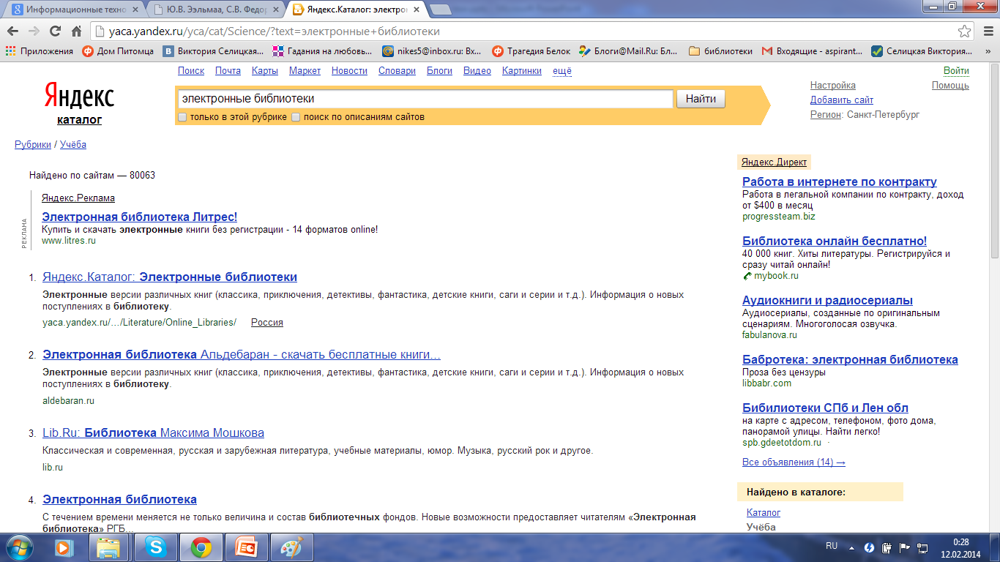 Информационные техно
Ю.В. Ээльмаа, С.В. Федор
Яндекс.Каталог: электрон
yaca.yandex.ru/yca/cat/Science/?text=электронные+библиотеки
Приложения
Дом Питомца
Виктория Селицкая...
Гадания на любовь...
nikes5@inbox.ru: Вх...
Трагедия Белок
Блоги@Mail.Ru: Бл...
библиотеки
Входящие - aspirant...
Селицкая Виктория...
»
Поиск Почта Карты Маркет Новости Словари Блоги Видео Картинки ещё
Войти
Яндекс
каталог
электронные библиотеки
Найти
только в этой рубрике поиск по описаниям сайтов
Настройка Помощь
Добавить сайт
Регион: Санкт-Петербург
Рубрики / Учёба
Найдено по сайтам — 80063
РЕКЛАМА
Яндекс.Реклама
Электронная библиотека Литрес!
Купить и скачать электронные книги без регистрации - 14 форматов online!
www.litres.ru
1. Яндекс.Каталог: Электронные библиотеки
Электронные версии различных книг (классика, приключения, детективы, фантастика, детские книги, саги и серии и т.д.). Информация о новых
поступлениях в библиотеку.
yaca.yandex.ru/.../Literature/Online_Libraries/ Россия
2. Электронная библиотека Альдебаран - скачать бесплатные книги...
Электронные версии различных книг (классика, приключения, детективы, фантастика, детские книги, саги и серии и т.д.). Информация о новых
поступлениях в библиотеку.
aldebaran.ru
3. Lib.Ru: Библиотека Максима Мошкова
Классическая и современная, русская и зарубежная литература, учебные материалы, юмор. Музыка, русский рок и другое.
lib.ru
4. Электронная библиотека
С течением времени меняется не только величина и состав библиотечных фондов. Новые возможности предоставляет читателям «Электронная
библиотека» РГБ...
Яндекс.Директ
Работа в интернете по контракту
Работа в легальной компании по контракту, доход
от $400 в месяц
progressteam.biz
Библиотека онлайн бесплатно!
40 000 книг. Хиты литературы. Регистрируйся и
сразу читай онлайн!
mybook.ru
Аудиокниги и радиосериалы
Аудиосериалы, созданные по оригинальным
сценариям. Многоголосая озвучка.
fabulanova.ru
Бабротека: электронная библиотека
Проза без цензуры
libbabr.com
Бибилиотеки СПб и Лен обл
на карте с адресом, телефоном, фото дома,
панорамой улицы. Найти легко!
spb.gdeetotdom.ru ·
Все объявления (14) →
Найдено в каталоге:
Каталог
Учёба
RU
0:28
12.02.2014